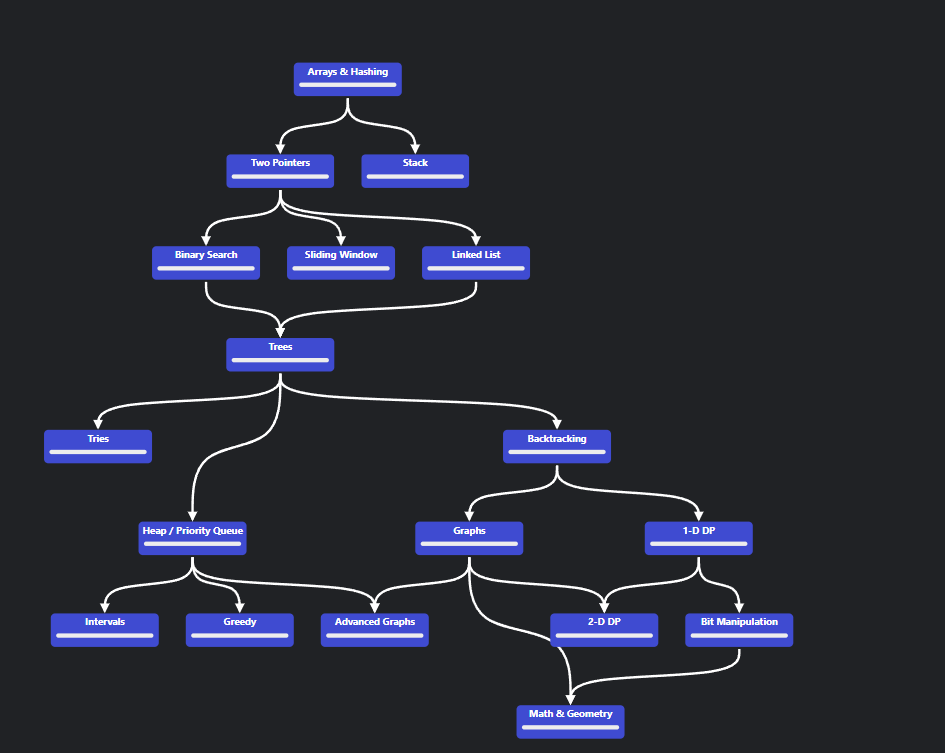 Arrays & Hashing
Two Pointers
Stack
Binary Search
Sliding Window
Linked List
Trees
Tries
Backtracking
Heap / Priority Queue
Graphs
1-D DP
Intervals
Greedy
Advanced Graphs
2-D DP
Bit Manipulation
Math & Geometry